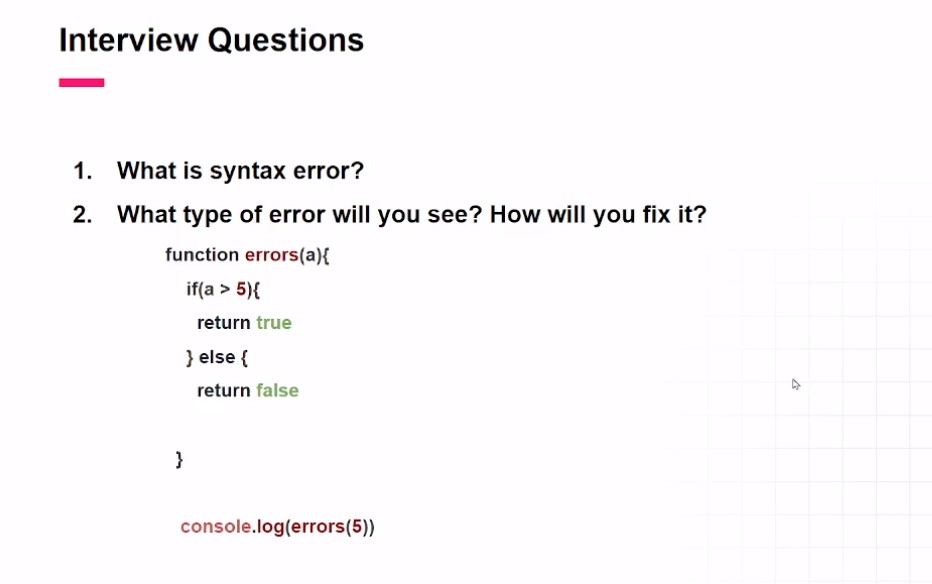 Interview Questions
1. What is syntax error?
2. What type of error will you see? How will you fix it?
function errors(a){
if(a > 5){
return true
} else {
return false
}
console.log(errors(5))